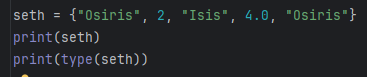 seth = {"Osiris", 2, "Isis", 4.0, "Osiris"}
print(seth)
print(type(seth))